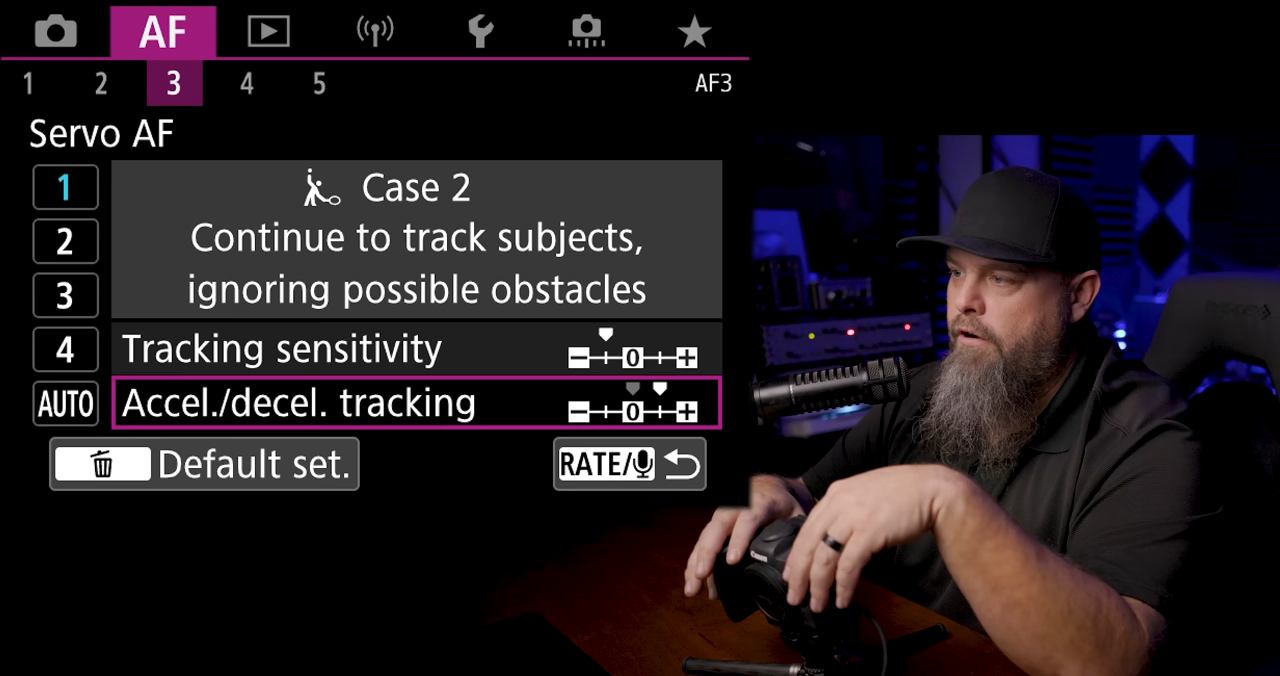 AF
1 2 3 4 5 AF3
Servo AF
1
2
3
4
AUTO
Case 2
Continue to track subjects,
ignoring possible obstacles
Tracking sensitivity
− 0 +
Accel./decel. tracking
− 0 +
Default set.
RATE/
Canon